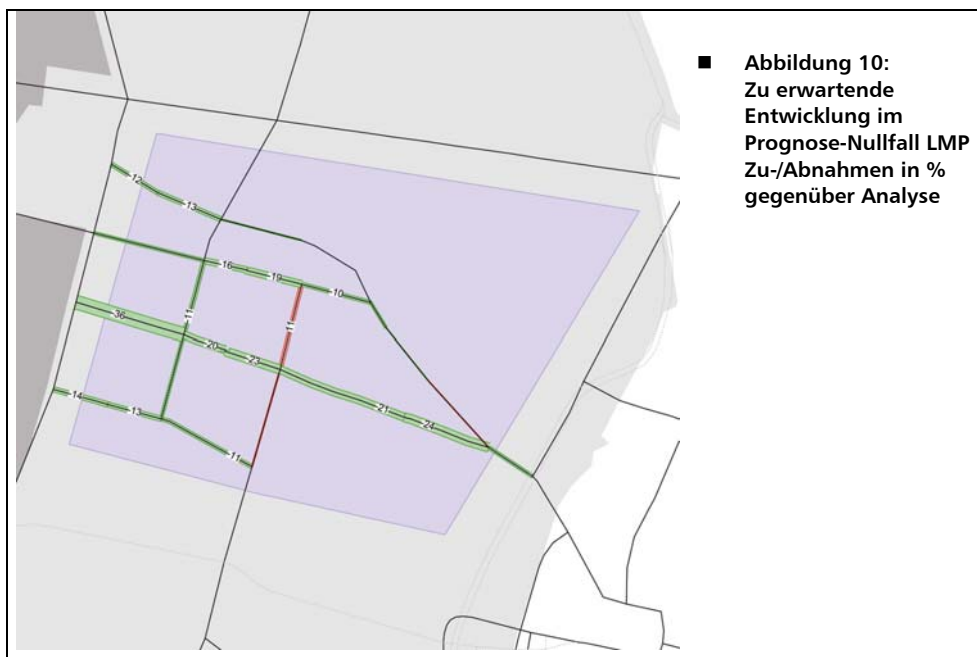 ■ Abbildung 10:
Zu erwartende
Entwicklung im
Prognose-Nullfall LMP
Zu-/Abnahmen in %
gegenüber Analyse
-12
-13
-16
-19
-10
-11
11
-36
-20
-23
-21
-24
-14
-13
-11